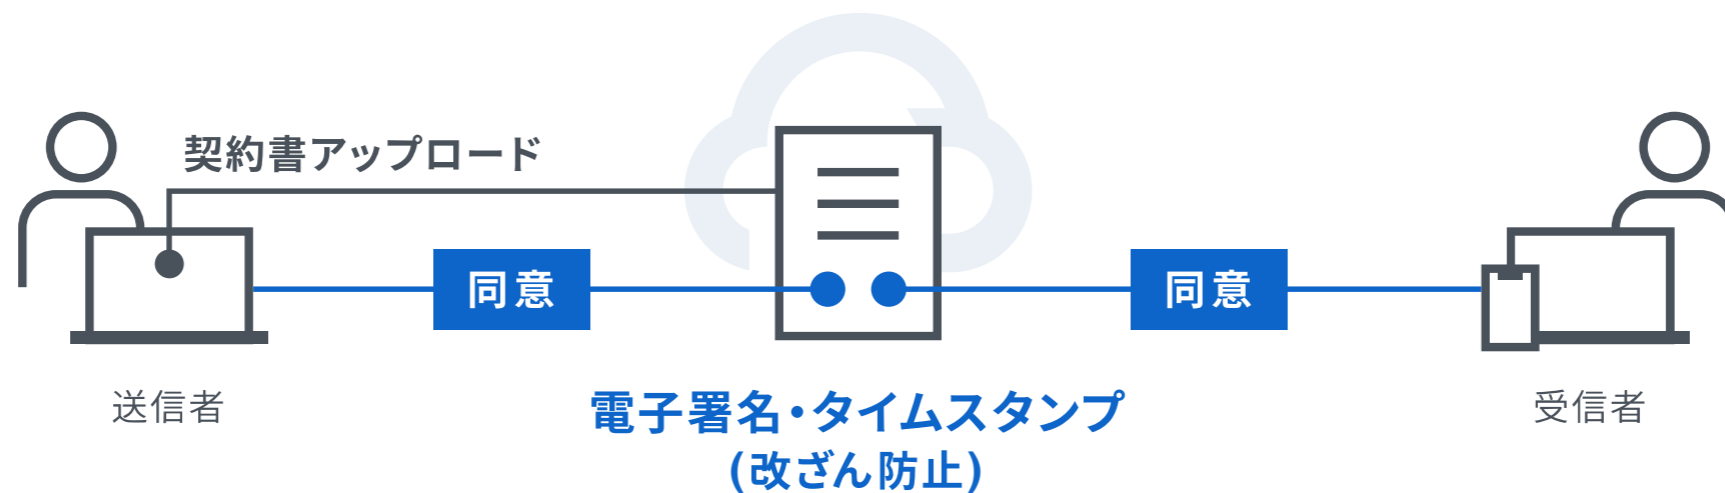 契約書アップロード
同意
同意
送信者
電子署名・タイムスタンプ
(改ざん防止)
受信者